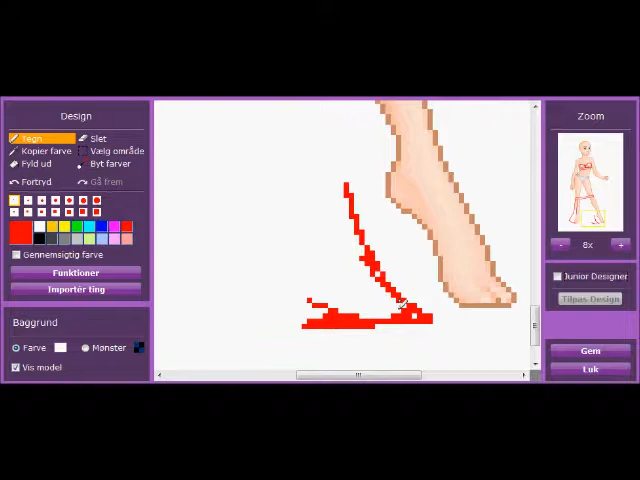 Design
Tegn
Slet
Kopier farve
Vælg område
Fyld ud
Byt farver
Fortryd
Gå frem
Gennemsigtig farve
Funktioner
Importér ting
Baggrund
Farve
Mønster
Vis model
Zoom
-
8x
+
Junior Designer
Tilpas Design
Gem
Luk